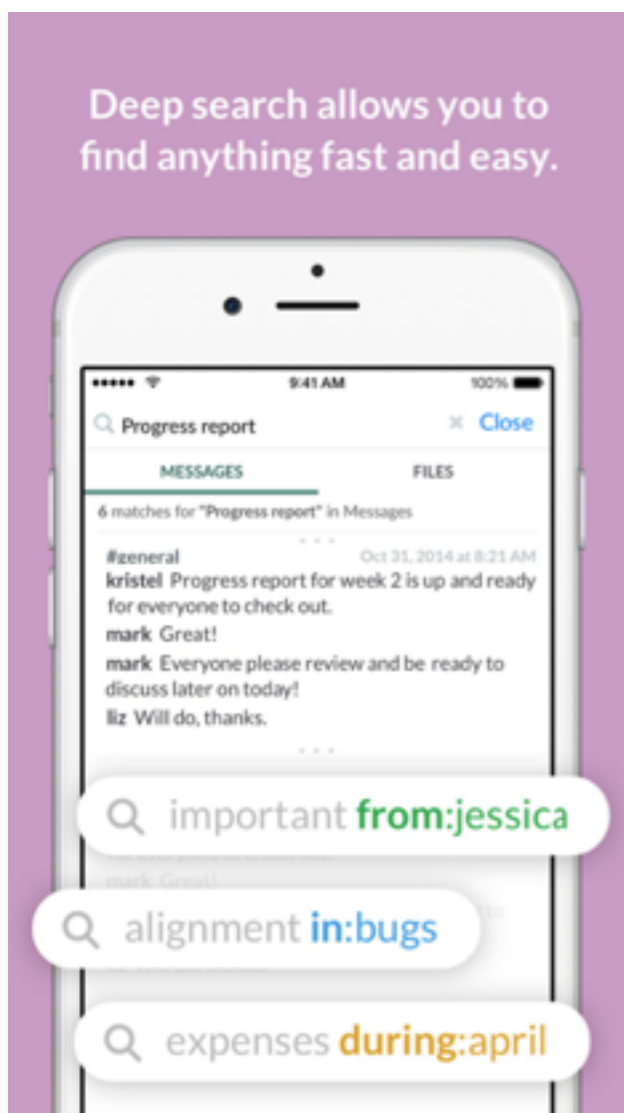 Deep search allows you to
find anything fast and easy.
9:41 AM 100%
Progress report × Close
MESSAGES FILES
6 matches for "Progress report" in Messages
#general Oct 31, 2014 at 8:21 AM
kristel Progress report for week 2 is up and ready
for everyone to check out.
mark Great!
mark Everyone please review and be ready to
discuss later on today!
liz Will do, thanks.
important from:jessica
mark Great!
alignment in:bugs
to
expenses during:april